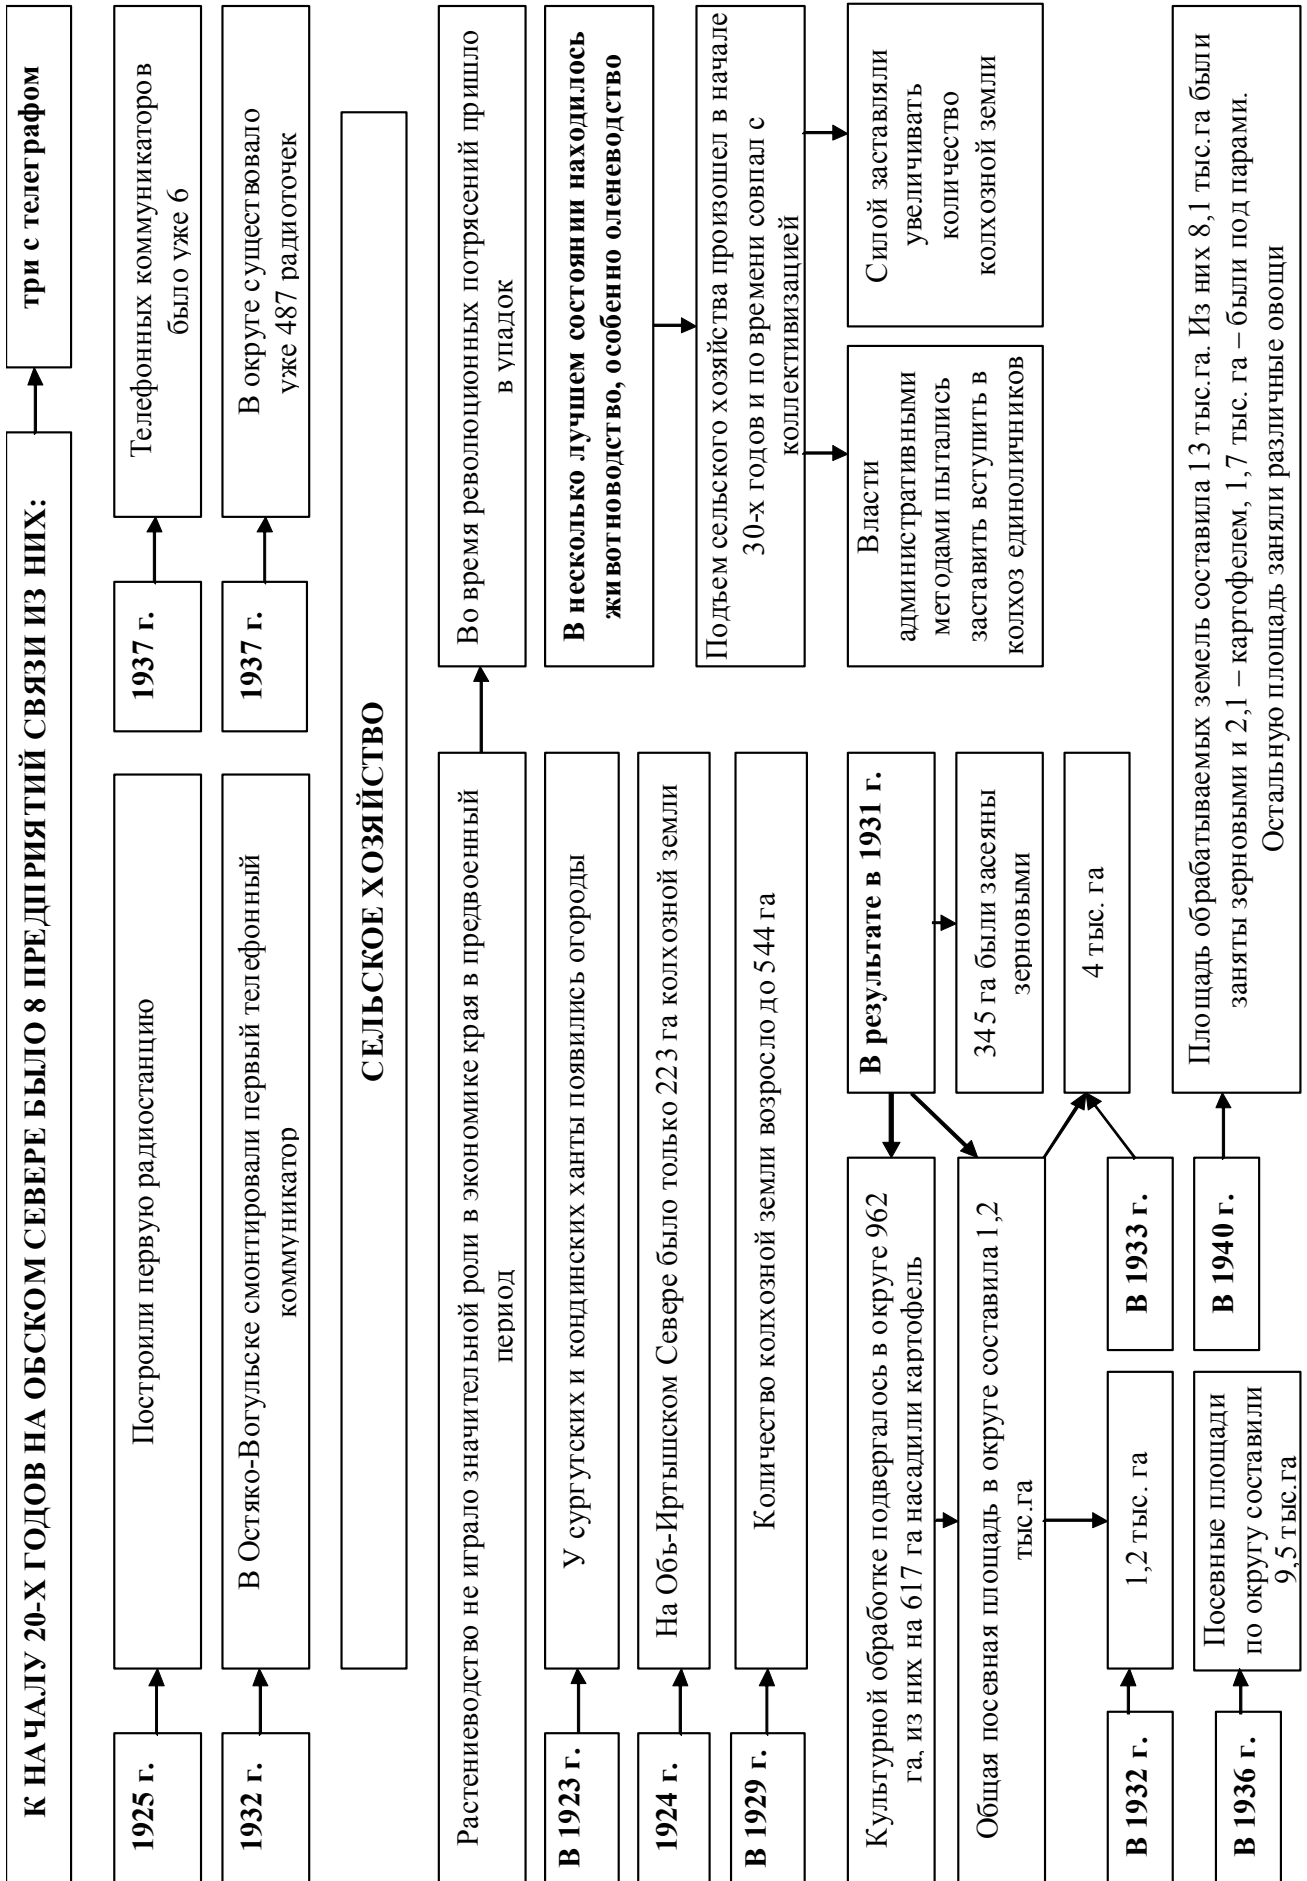 К НАЧАЛУ 20-Х ГОДОВ НА ОБСКОМ СЕВЕРЕ БЫЛО 8 ПРЕДПРИЯТИЙ СВЯЗИ ИЗ НИХ:
три с телеграфом
1925 г.
Построили первую радиостанцию
1937 г.
Телефонных коммуникаторов
было уже 6
1932 г.
В Остяко-Вогульске смонтировали первый телефонный
коммуникатор
1937 г.
В округе существовало
уже 487 радиоточек
СЕЛЬСКОЕ ХОЗЯЙСТВО
Растениеводство не играло значительной роли в экономике края в предвоенный
период
Во время революционных потрясений пришло
в упадок
В 1923 г.
У сургутских и кондинских ханты появились огороды
В несколько лучшем состоянии находилось
животноводство, особенно оленеводство
1924 г.
На Обь-Иртышском Севере было только 223 га колхозной земли
Подъем сельского хозяйства произошел в начале
30-х годов и по времени совпал с
коллективизацией
В 1929 г.
Количество колхозной земли возросло до 544 га
Культурной обработке подвергалось в округе 962
га, из них на 617 га насадили картофель
В результате в 1931 г.
Власти
административными
методами пытались
заставить вступить в
колхоз единоличников
Силой заставляли
увеличивать
количество
колхозной земли
Общая посевная площадь в округе составила 1,2
тыс.га
345 га были засеяны
зерновыми
В 1932 г.
1,2 тыс. га
В 1933 г.
4 тыс. га
В 1936 г.
Посевные площади
по округу составили
9,5 тыс.га
В 1940 г.
Площадь обрабатываемых земель составила 13 тыс.га. Из них 8,1 тыс.га были
заняты зерновыми и 2,1 – картофелем, 1,7 тыс. га – были под парами.
Остальную площадь заняли различные овощи